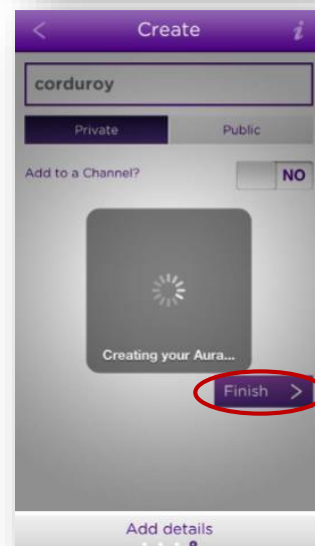 Create
corduroy
Private Public
Add to a Channel? NO
Creating your Aura...
Finish
Add details